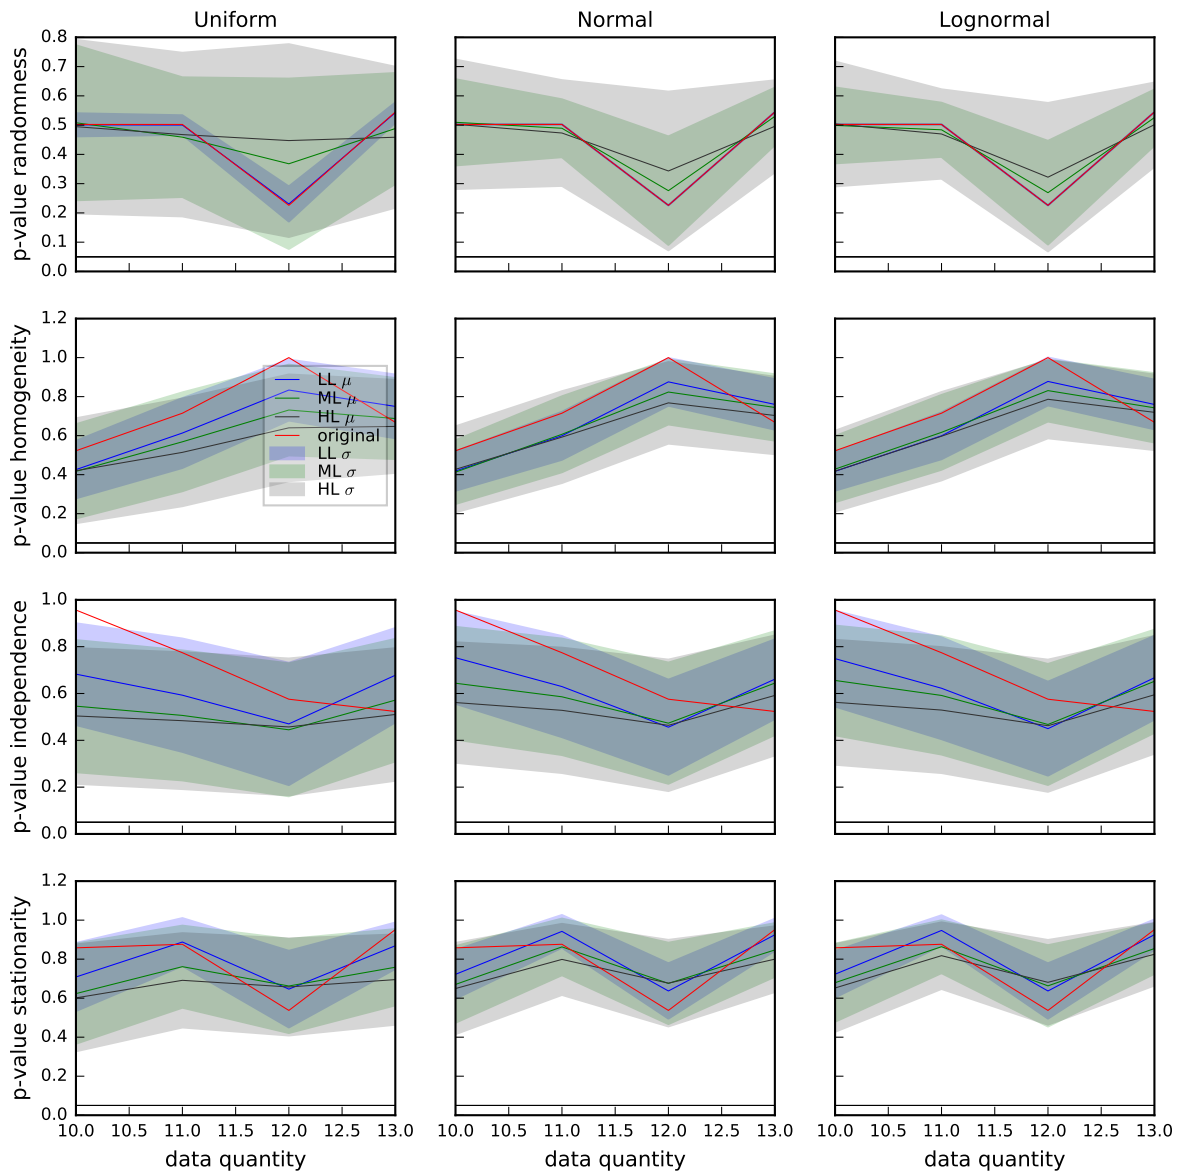 Uniform Normal Lognormal
p-value randomness
0.8
0.7
0.6
0.5
0.4
0.3
0.2
0.1
0.0
p-value homogeneity
1.2
1.0
0.8
0.6
0.4
0.2
0.0
LL μ
ML μ
HL μ
original
LL σ
ML σ
HL σ
p-value independence
1.0
0.8
0.6
0.4
0.2
0.0
p-value stationarity
1.2
1.0
0.8
0.6
0.4
0.2
0.0
10.0 10.5 11.0 11.5 12.0 12.5 13.0 10.0 10.5 11.0 11.5 12.0 12.5 13.0 10.0 10.5 11.0 11.5 12.0 12.5 13.0
data quantity data quantity data quantity